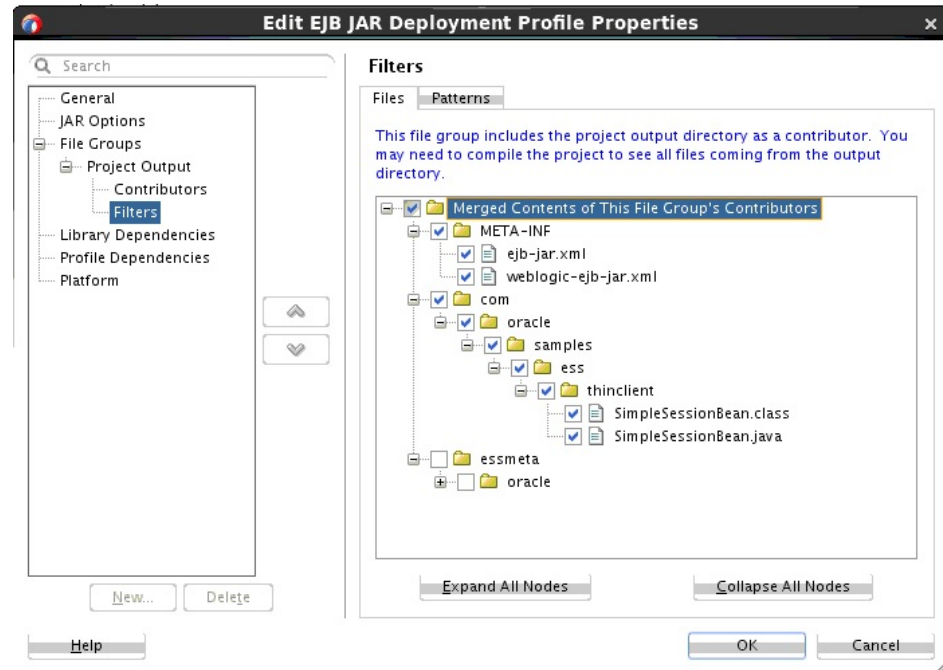 Edit EJB JAR Deployment Profile Properties
Search
General
JAR Options
File Groups
Project Output
Contributors
Filters
Library Dependencies
Profile Dependencies
Platform
New...
Delete
Filters
Files
Patterns
This file group includes the project output directory as a contributor. You
may need to compile the project to see all files coming from the output
directory.
Merged Contents of This File Group's Contributors
META-INF
ejb-jar.xml
weblogic-ejb-jar.xml
com
oracle
samples
ess
thinclient
SimpleSessionBean.class
SimpleSessionBean.java
essmeta
oracle
Expand All Nodes
Collapse All Nodes
Help
OK
Cancel